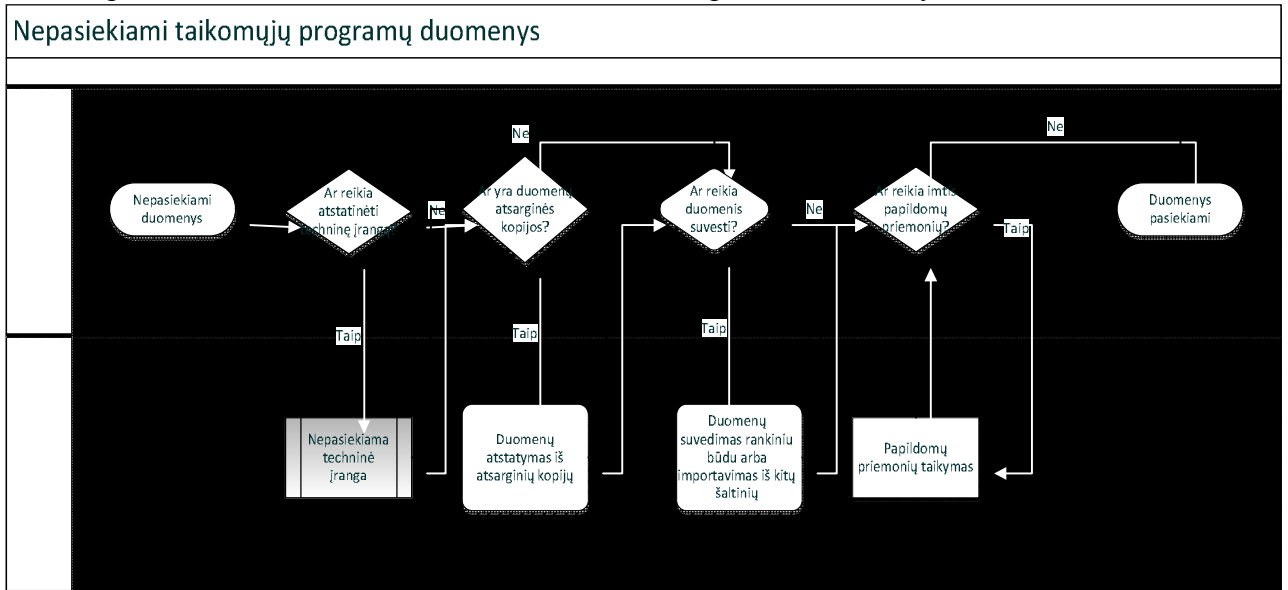 Nepasiekiami taikomųjų programų duomenys
Ne
Ne
Nepasiekiami
duomenys
Ar reikia
atstatinėti
techninę įrangą?
Ne
Ar yra duomenų
atsarginės
kopijos?
Ar reikia
duomenis
suvesti?
Ne
Ar reikia imtis
papildomų
priemonių?
Taip
Duomenys
pasiekiami
Taip
Taip
Taip
Nepasiekiama
techninė
įranga
Duomenų
atstatymas iš
atsarginių kopijų
Duomenų
suvedimas rankiniu
būdu arba
importavimas iš kitų
šaltinių
Papildomų
priemonių taikymas